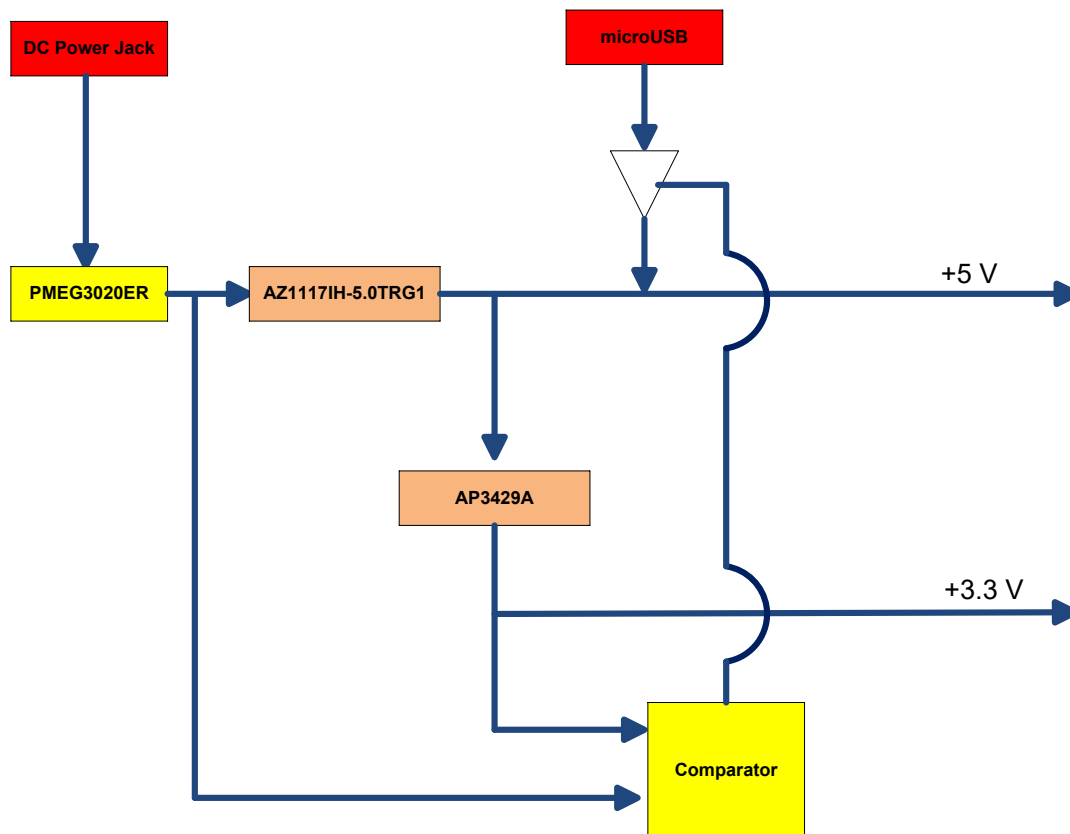 DC Power Jack
microUSB
PMEG3020ER
AZ1117IH-5.0TRG1
+5 V
AP3429A
+3.3 V
Comparator